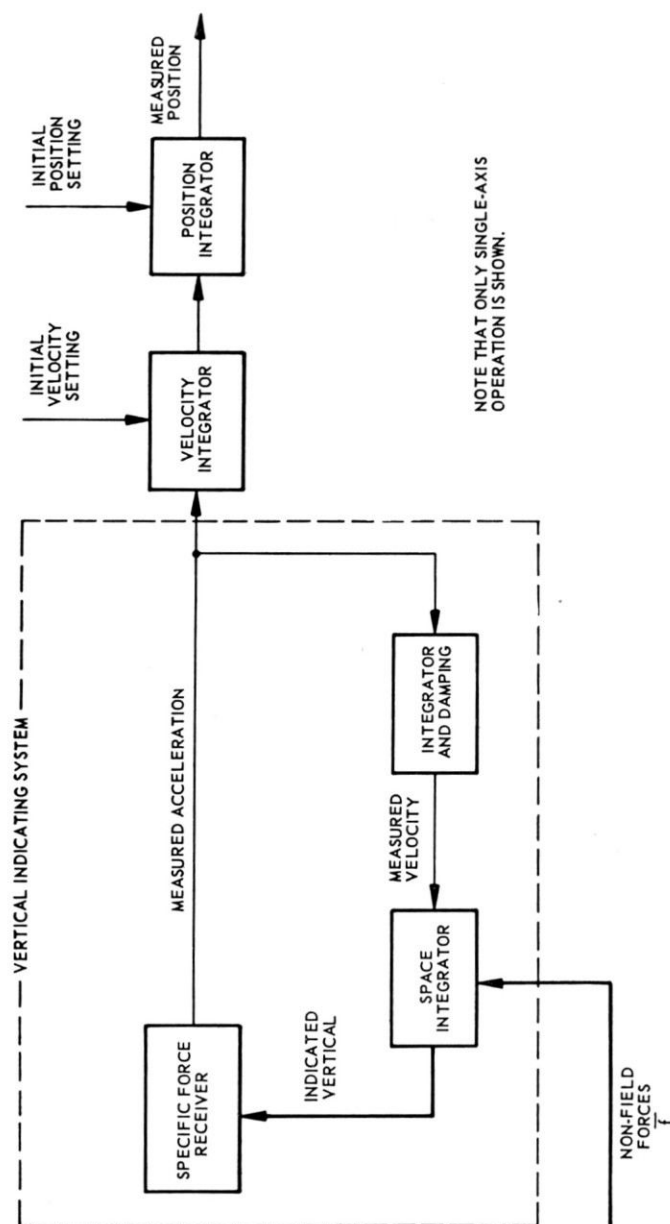 VERTICAL INDICATING SYSTEM
SPECIFIC FORCE
RECEIVER
MEASURED ACCELERATION
INDICATED
VERTICAL
SPACE
INTEGRATOR
MEASURED
VELOCITY
INTEGRATOR
AND DAMPING
NON-FIELD
FORCES
f
INITIAL
VELOCITY
SETTING
VELOCITY
INTEGRATOR
INITIAL
POSITION
SETTING
POSITION
INTEGRATOR
MEASURED
POSITION
NOTE THAT ONLY SINGLE-AXIS
OPERATION IS SHOWN.